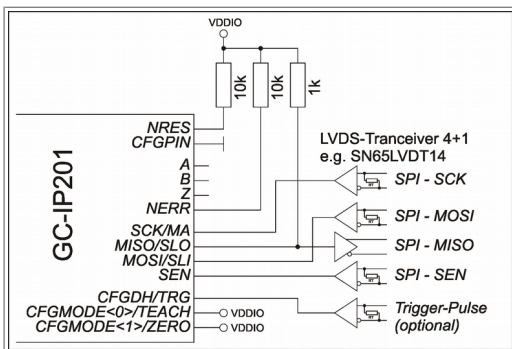 VDDIO
10k
10k
1k
NRES
CFGPIN
A
B
Z
NERR
SCK/MA
MISO/SLO
MOSI/SLI
SEN
CFGDH/TRG
CFGMODE<0>/TEACH
CFGMODE<1>/ZERO
GC-IP201
VDDIO
VDDIO
LVDS-Tranceiver 4+1
e.g. SN65LVDT14
SPI - SCK
SPI - MOSI
SPI - MISO
SPI - SEN
Trigger-Pulse
(optional)